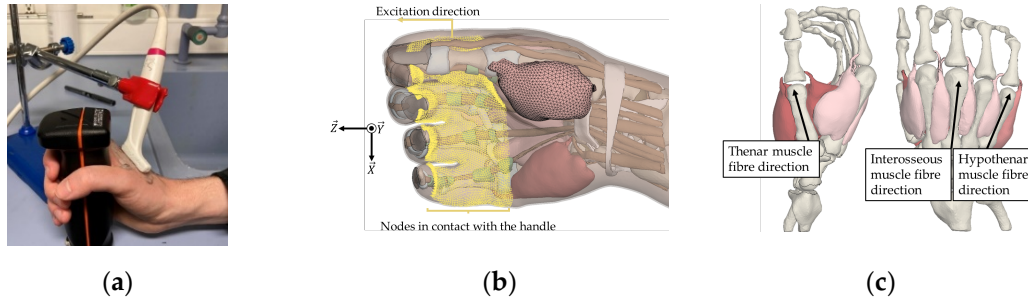 Excitation direction
Z⃗
Y⃗
X⃗
Nodes in contact with the handle
Thenar muscle
fibre direction
Interosseous
muscle fibre
direction
Hypothenar
muscle fibre
direction
(a)
(b)
(c)